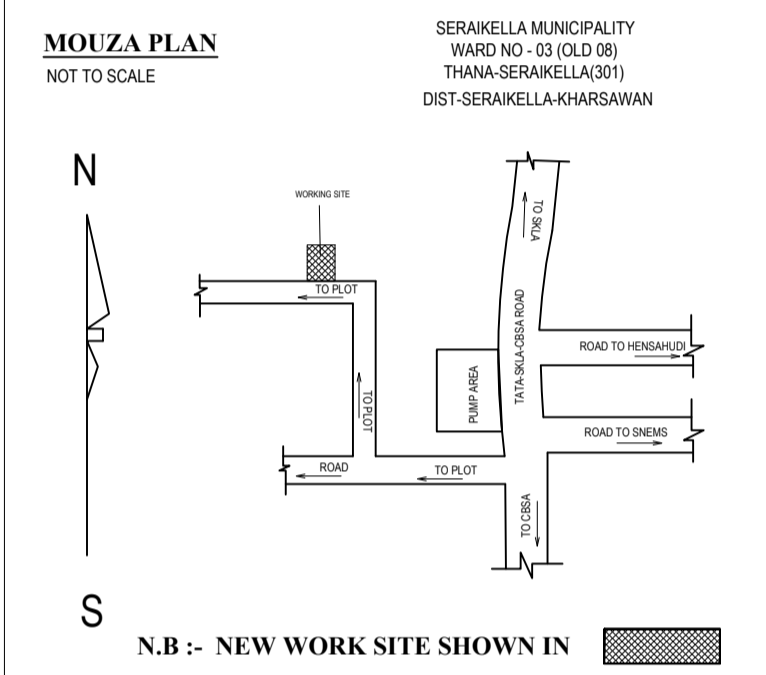 MOUZA PLAN
NOT TO SCALE
SERAIKELLA MUNICIPALITY
WARD NO - 03 (OLD 08)
THANA-SERAIKELLA(301)
DIST-SERAIKELLA-KHARSAWAN
N
WORKING SITE
TO SKLA
TO PLOT
TATA-SKLA-CBSA ROAD
ROAD TO HENSAHUDI
PUMP AREA
TO PLOT
ROAD TO SNEMS
ROAD
TO PLOT
TO CBSA
S
N.B :- NEW WORK SITE SHOWN IN